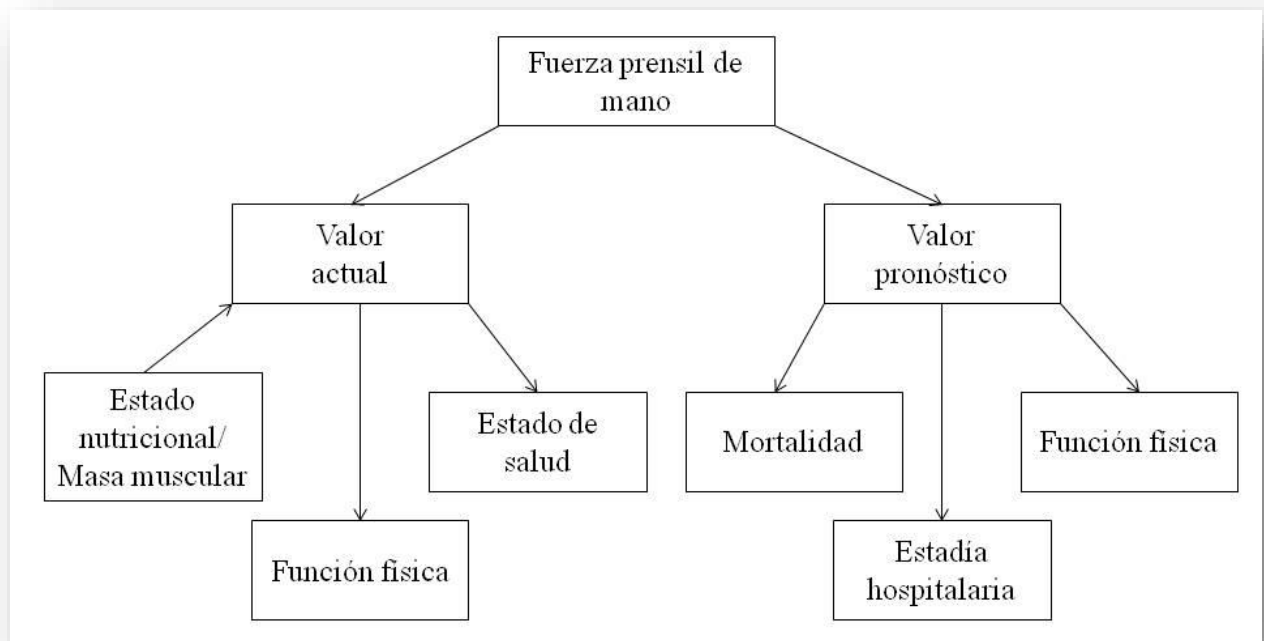 Fuerza prensil de
mano
Valor
actual
Valor
pronóstico
Estado
nutricional/
Masa muscular
Estado de
salud
Mortalidad
Función física
Función física
Estadía
hospitalaria